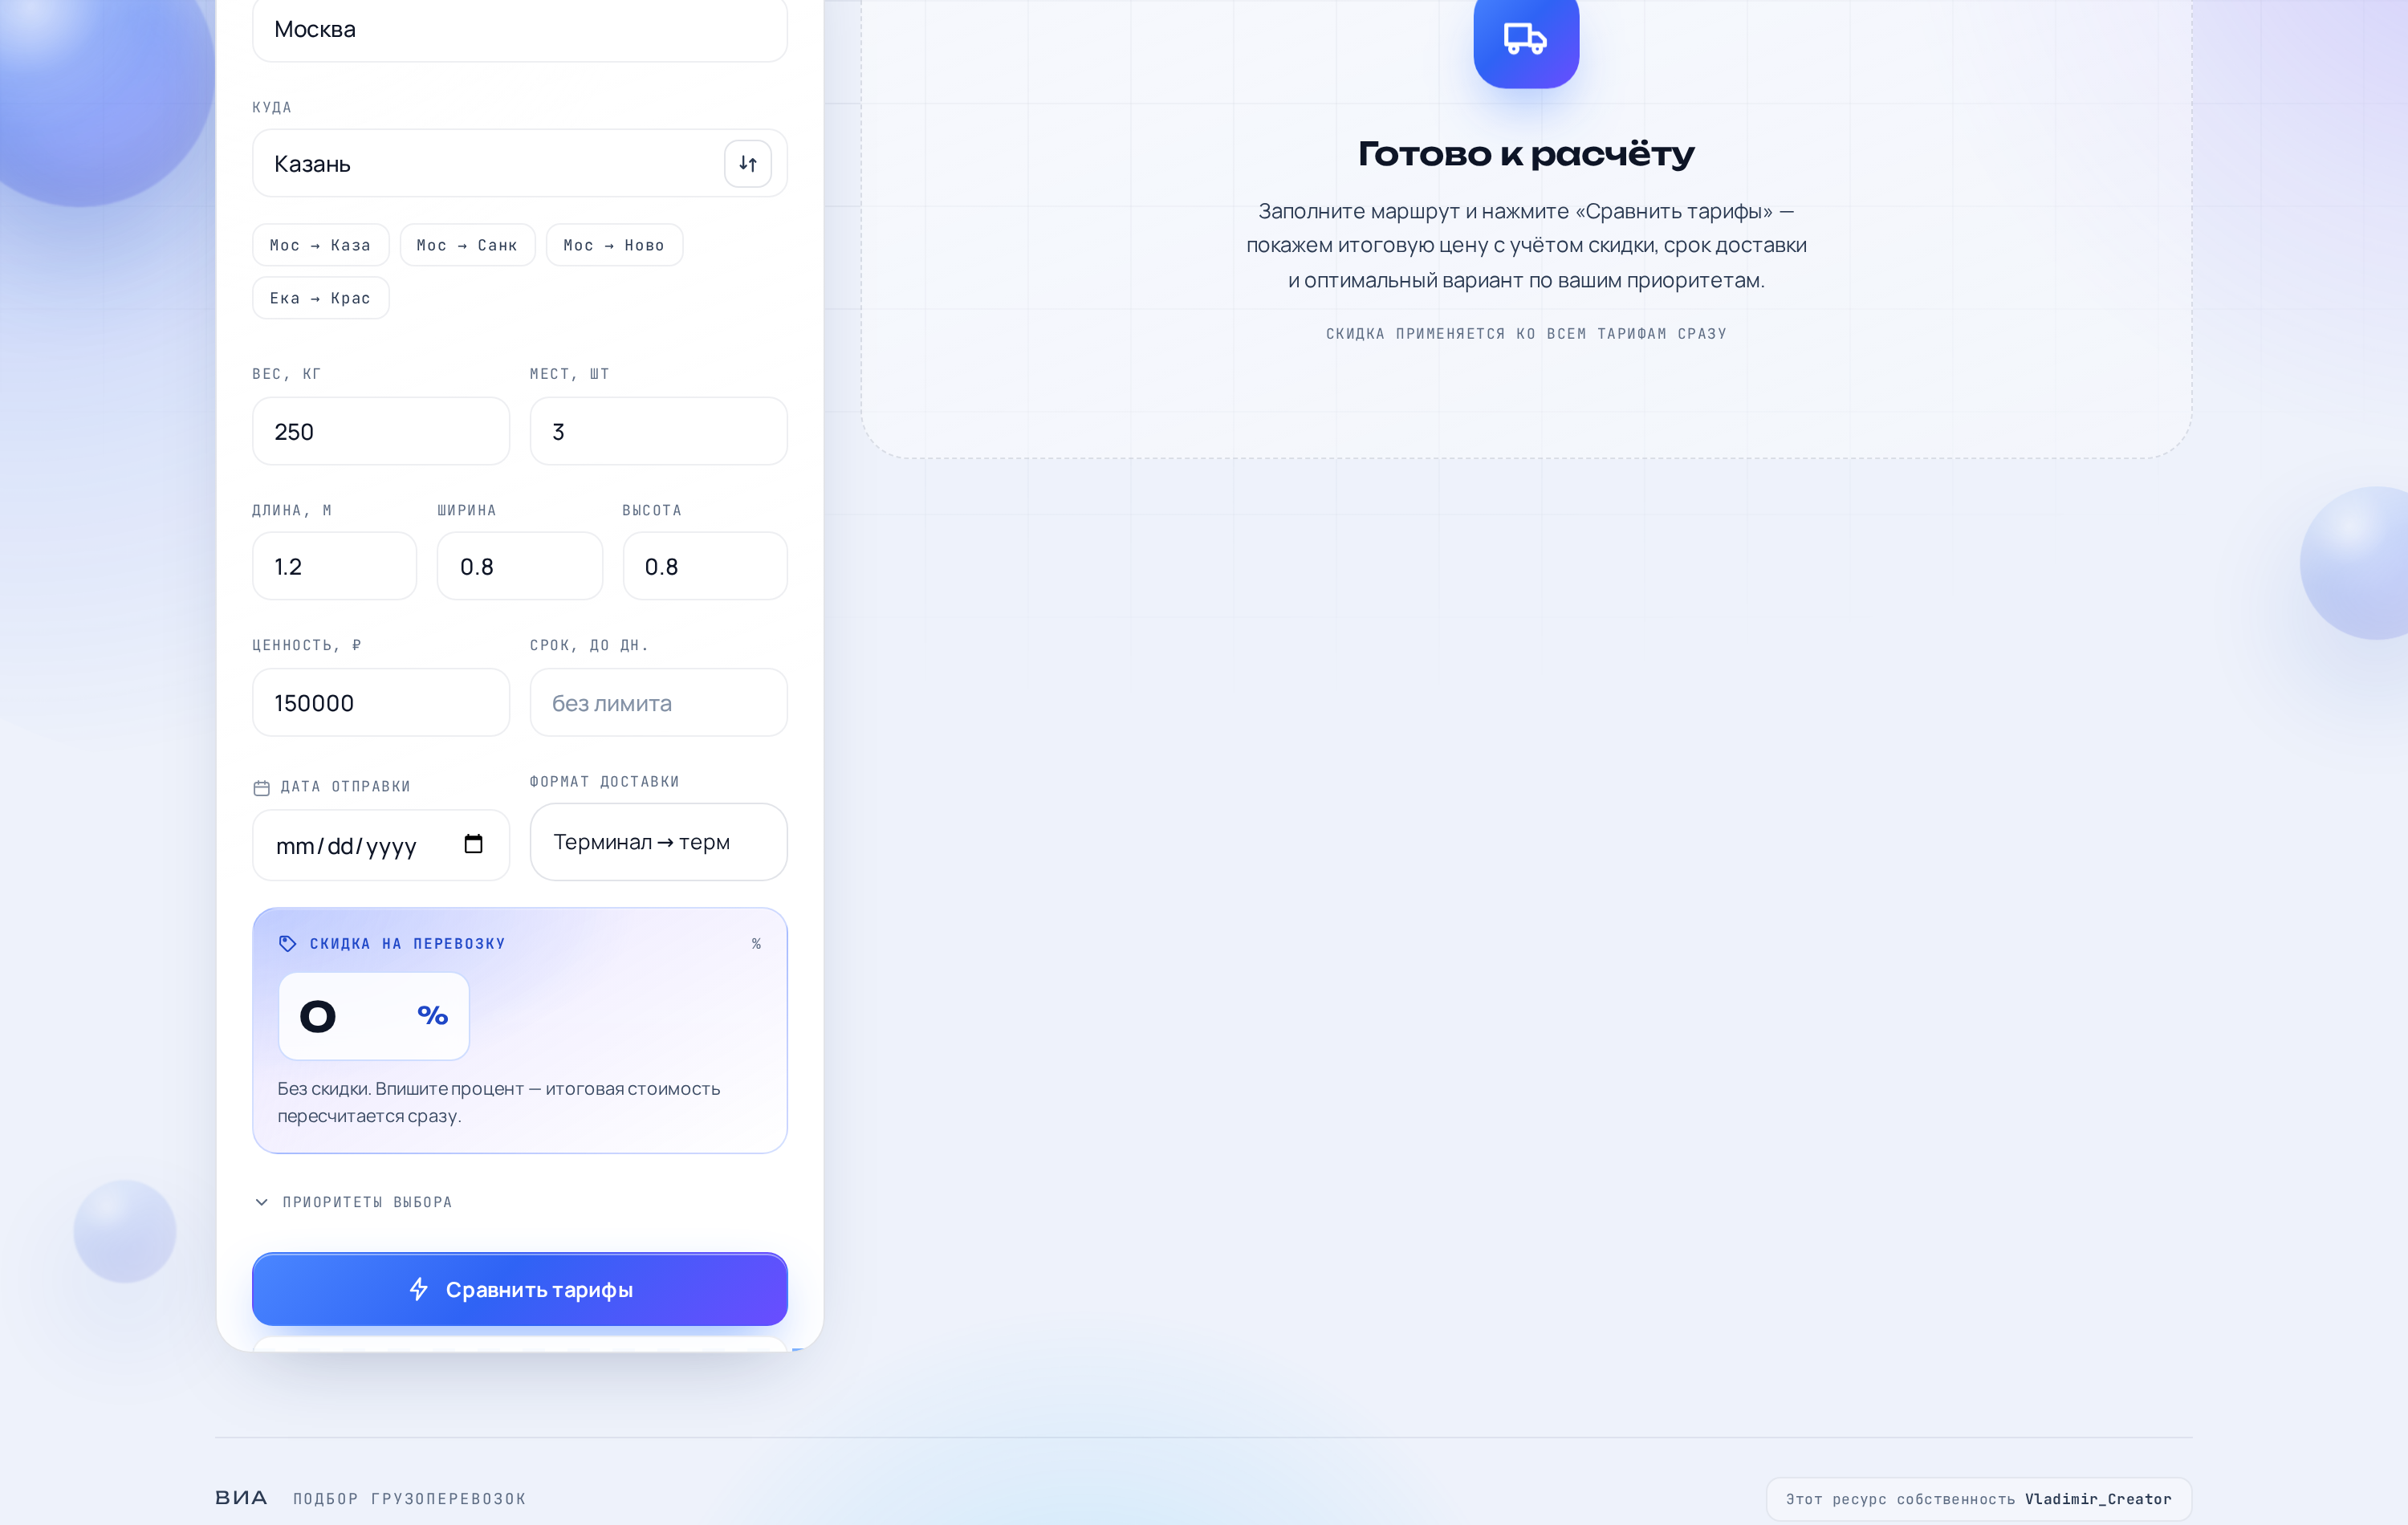 Москва
КУДА
Казань
Мос → Каза
Мос → Санк
Мос → Ново
Ека → Крас
ВЕС, КГ
МЕСТ, ШТ
250
3
ДЛИНА, М
ШИРИНА
ВЫСОТА
1.2
0.8
0.8
ЦЕННОСТЬ, ₽
СРОК, ДО ДН.
150000
без лимита
ДАТА ОТПРАВКИ
ФОРМАТ ДОСТАВКИ
mm/dd/yyyy
Терминал → терм
СКИДКА НА ПЕРЕВОЗКУ
%
0 %
Без скидки. Впишите процент — итоговая стоимость
пересчитается сразу.
ПРИОРИТЕТЫ ВЫБОРА
Сравнить тарифы
Готово к расчёту
Заполните маршрут и нажмите «Сравнить тарифы» —
покажем итоговую цену с учётом скидки, срок доставки
и оптимальный вариант по вашим приоритетам.
СКИДКА ПРИМЕНЯЕТСЯ КО ВСЕМ ТАРИФАМ СРАЗУ
ВИА ПОДБОР ГРУЗОПЕРЕВОЗОК
Этот ресурс собственность Vladimir_Creator